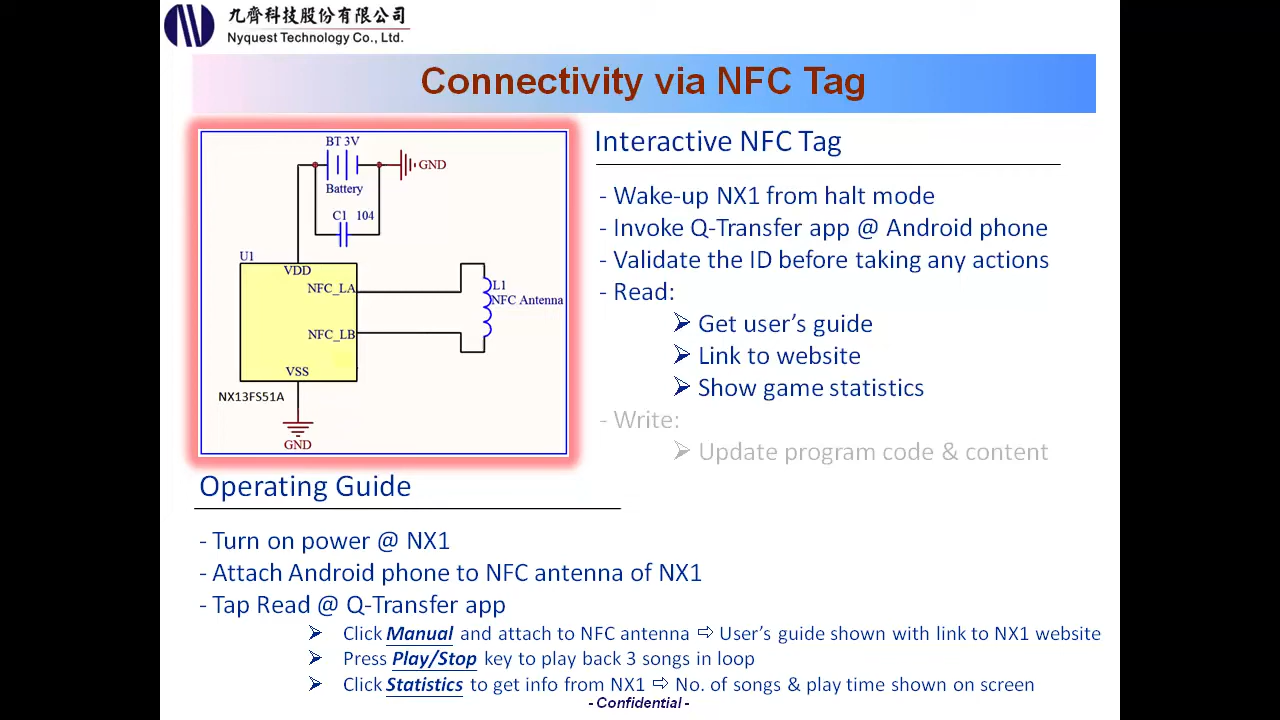 九齊科技股份有限公司
Nyquest Technology Co., Ltd.
Connectivity via NFC Tag
BT 3V
GND
Battery
C1 104
U1
VDD
NFC_LA
L1
NFC Antenna
NFC_LB
VSS
NX13FS51A
GND
Interactive NFC Tag
- Wake-up NX1 from halt mode
- Invoke Q-Transfer app @ Android phone
- Validate the ID before taking any actions
- Read:
➢ Get user's guide
➢ Link to website
➢ Show game statistics
- Write:
➢ Update program code & content
Operating Guide
- Turn on power @ NX1
- Attach Android phone to NFC antenna of NX1
- Tap Read @ Q-Transfer app
➢ Click Manual and attach to NFC antenna ⇨ User's guide shown with link to NX1 website
➢ Press Play/Stop key to play back 3 songs in loop
➢ Click Statistics to get info from NX1 ⇨ No. of songs & play time shown on screen
- Confidential -